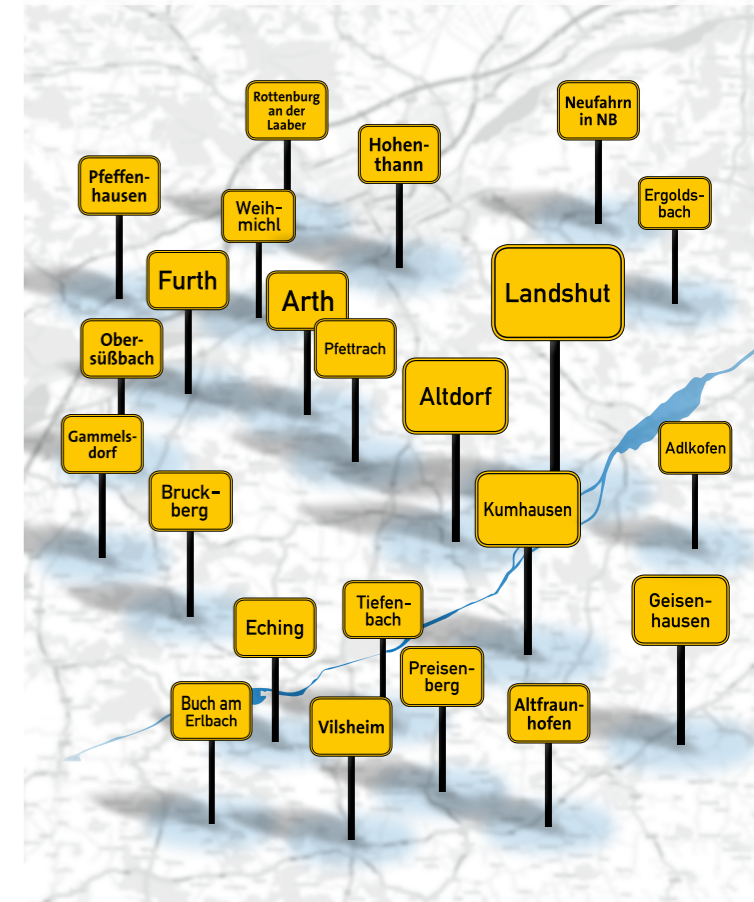 Rottenburg
an der
Laaber
Neufahrn
in NB
Hohen-
thann
Pfeffen-
hausen
Ergolds-
bach
Weih-
michl
Furth
Arth
Landshut
Ober-
süßbach
Pfettrach
Altdorf
Gammels-
dorf
Adlkofen
Bruck-
berg
Kumhausen
Tiefen-
bach
Geisen-
hausen
Eching
Preisen-
berg
Buch am
Erlbach
Vilsheim
Altfraun-
hofen